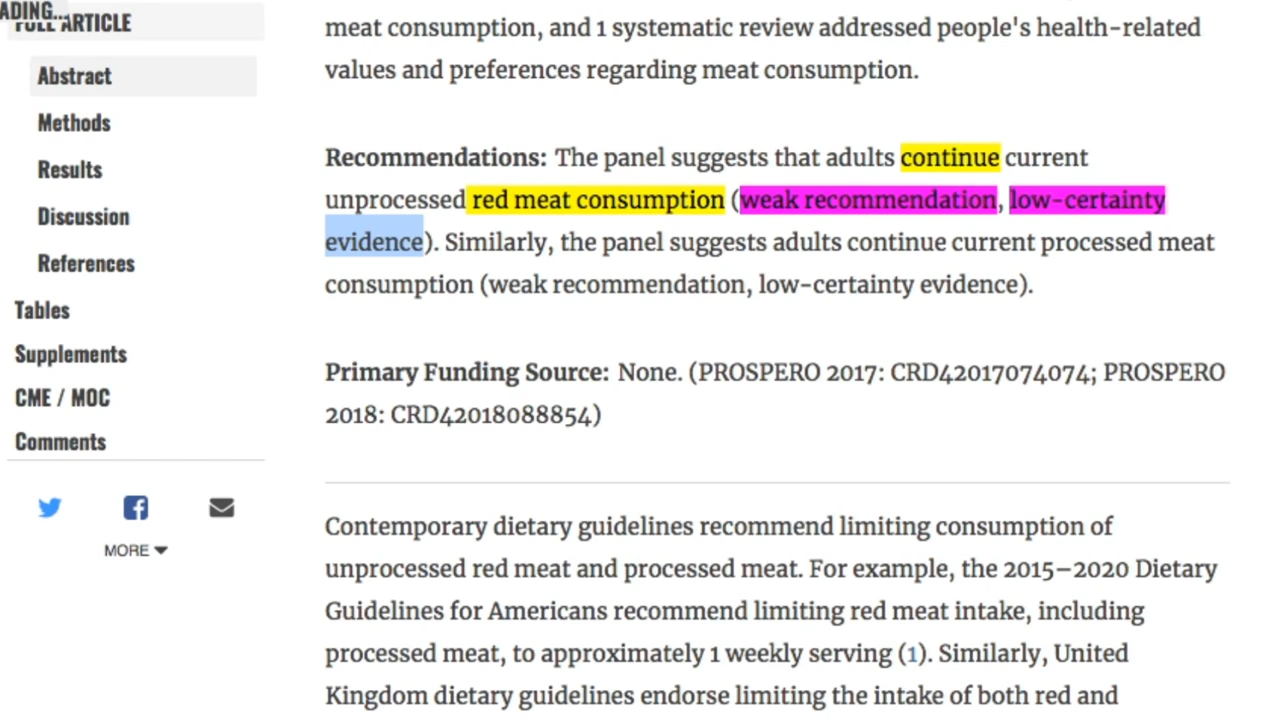 ADING...
FULL ARTICLE
Abstract
Methods
Results
Discussion
References
Tables
Supplements
CME / MOC
Comments
MORE
meat consumption, and 1 systematic review addressed people's health-related
values and preferences regarding meat consumption.
Recommendations: The panel suggests that adults continue current
unprocessed red meat consumption (weak recommendation, low-certainty
evidence). Similarly, the panel suggests adults continue current processed meat
consumption (weak recommendation, low-certainty evidence).
Primary Funding Source: None. (PROSPERO 2017: CRD42017074074; PROSPERO
2018: CRD42018088854)
Contemporary dietary guidelines recommend limiting consumption of
unprocessed red meat and processed meat. For example, the 2015–2020 Dietary
Guidelines for Americans recommend limiting red meat intake, including
processed meat, to approximately 1 weekly serving (1). Similarly, United
Kingdom dietary guidelines endorse limiting the intake of both red and